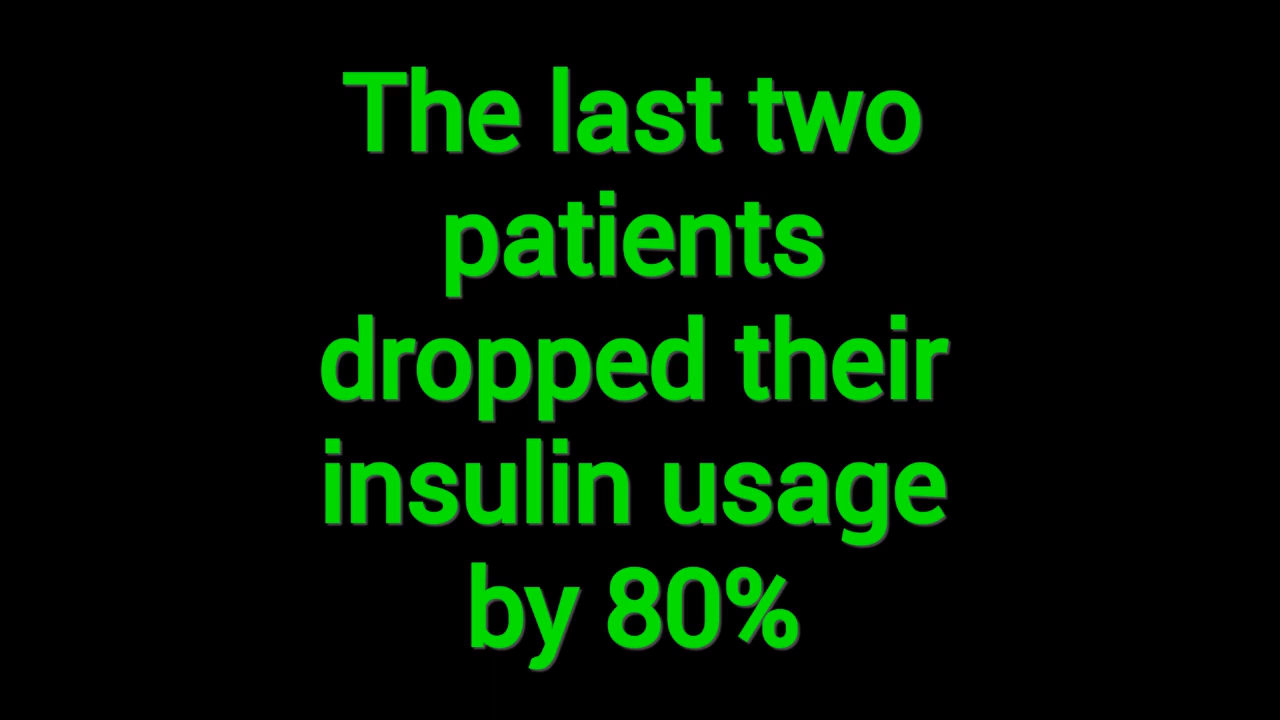 The last two
patients
dropped their
insulin usage
by 80%